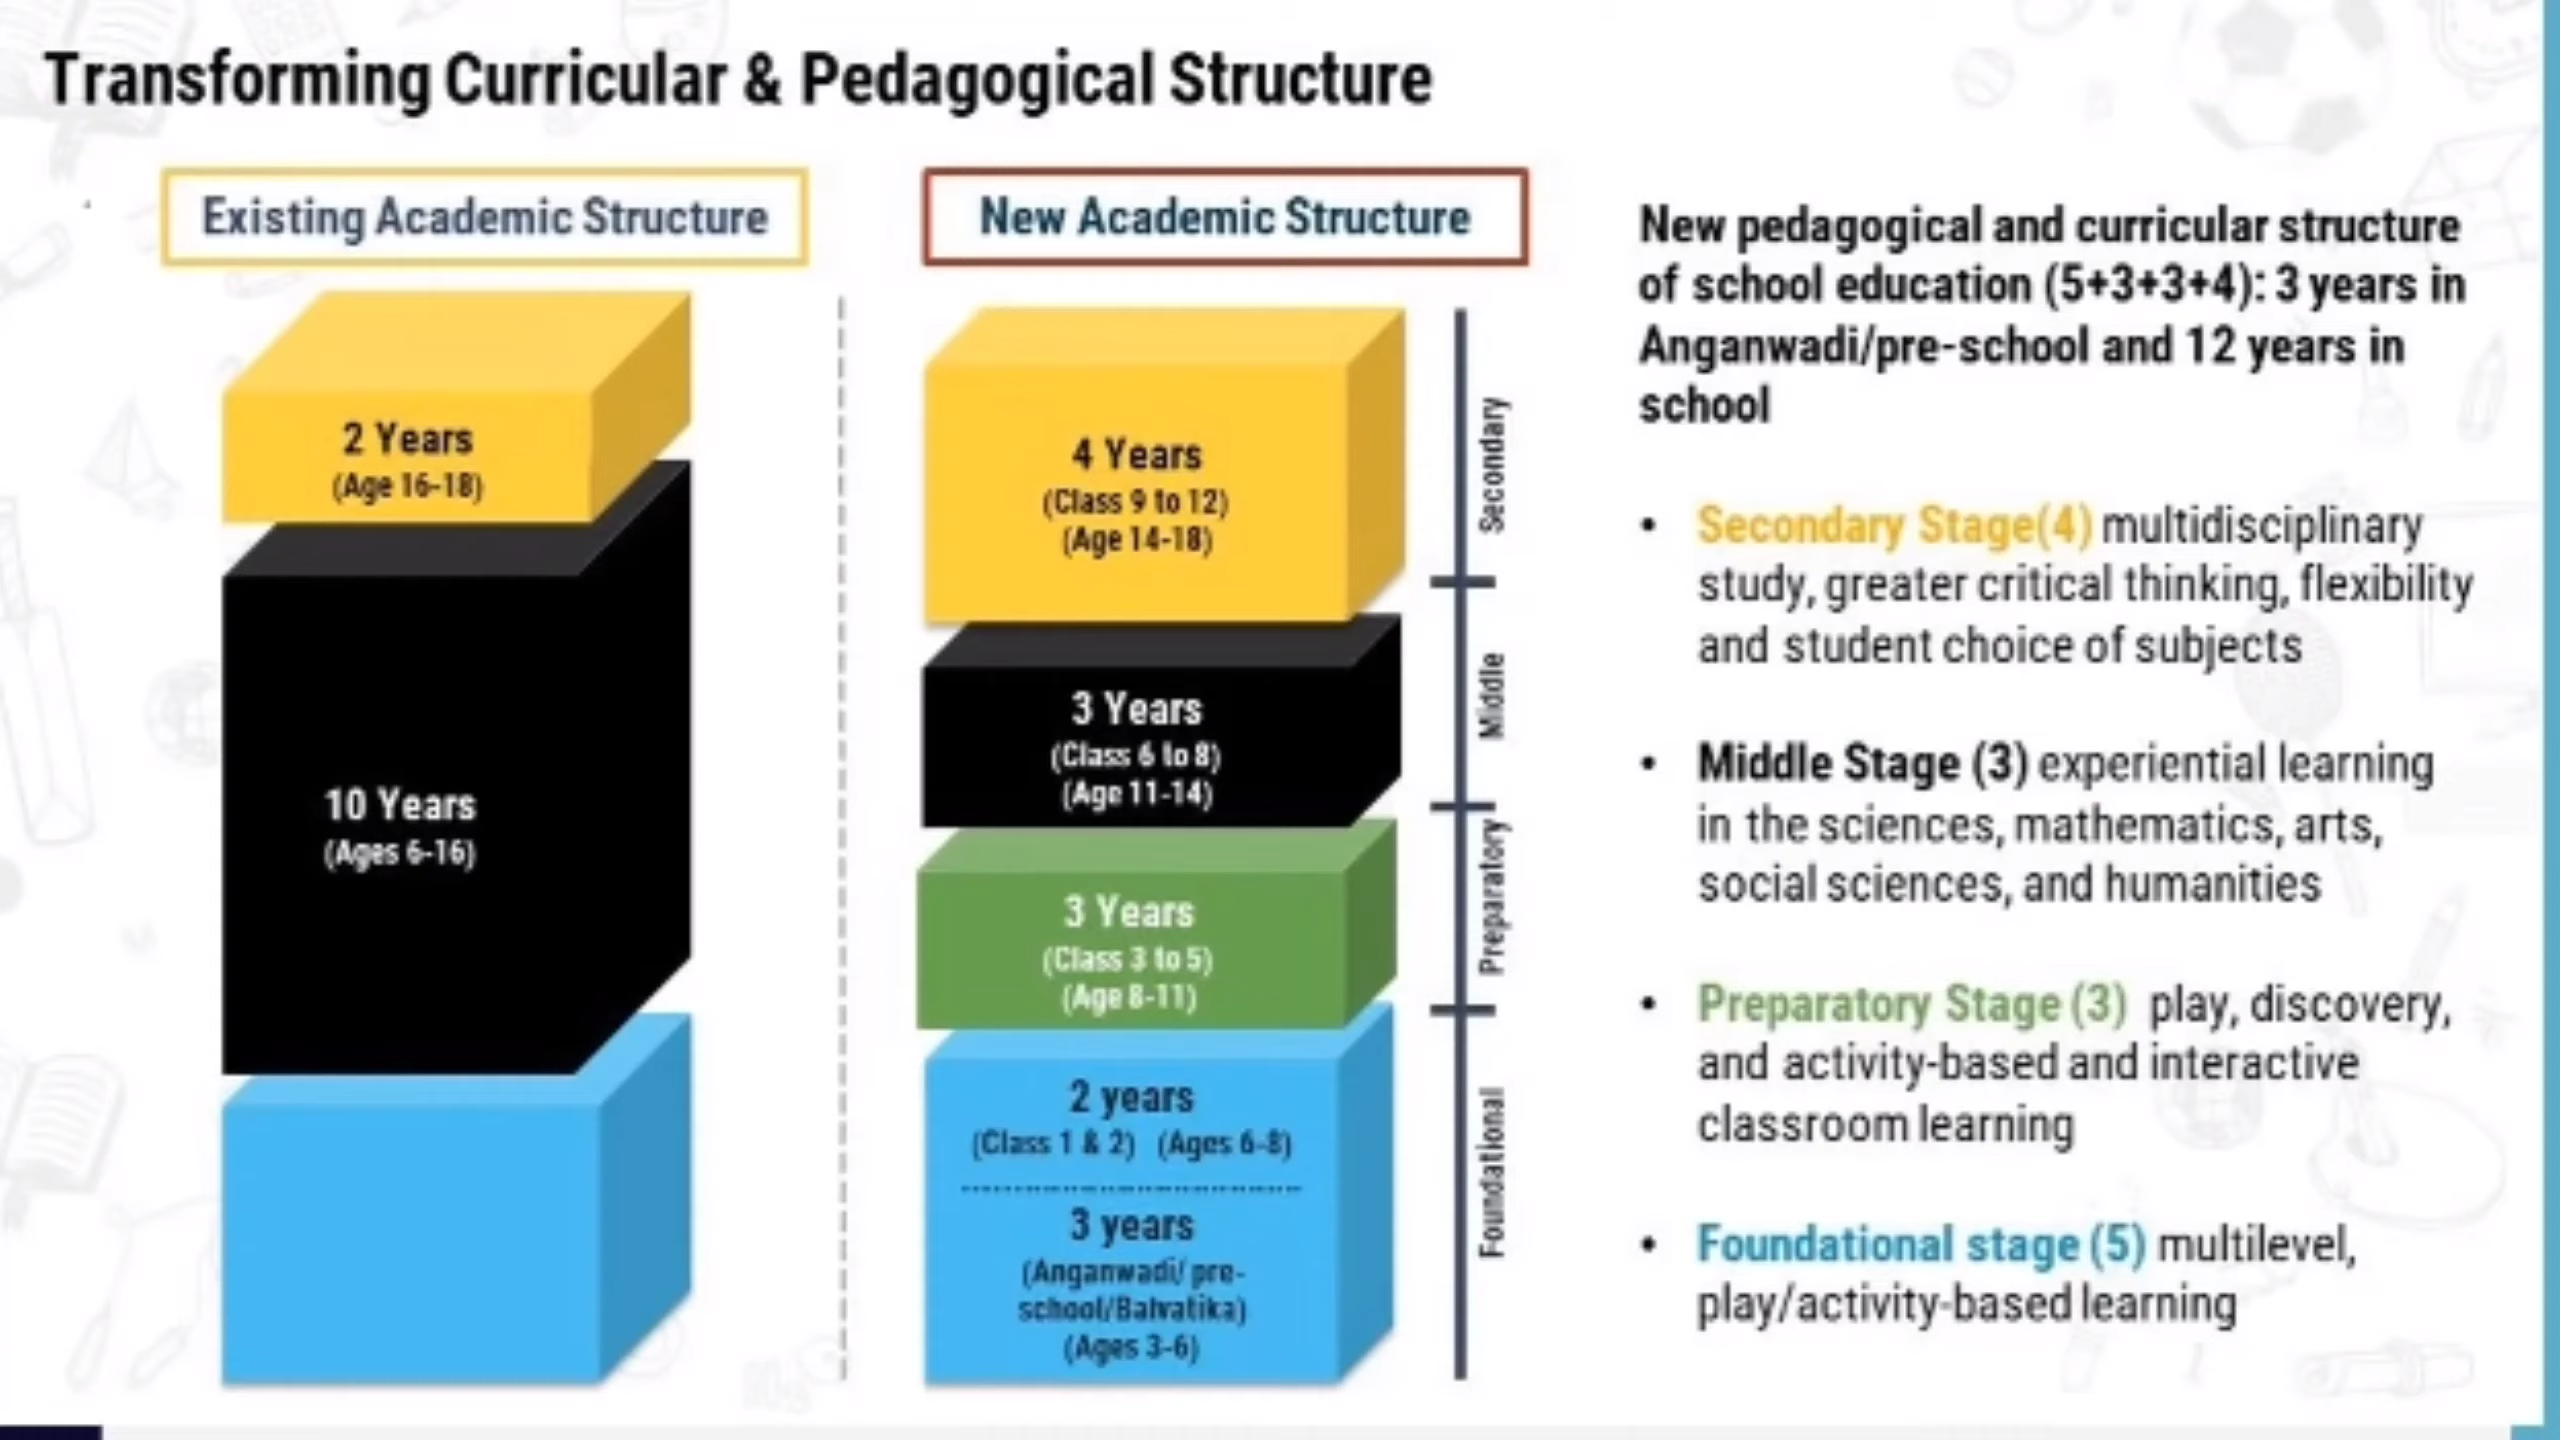 Transforming Curricular & Pedagogical Structure
Existing Academic Structure
2 Years
(Age 16-18)
10 Years
(Ages 6-16)
New Academic Structure
4 Years
(Class 9 to 12)
(Age 14-18)
Secondary
3 Years
(Class 6 to 8)
(Age 11-14)
Middle
3 Years
(Class 3 to 5)
(Age 8-11)
Preparatory
2 years
(Class 1 & 2) (Ages 6-8)
3 years
(Anganwadi/ pre-
school/Balvatika)
(Ages 3-6)
Foundational
New pedagogical and curricular structure
of school education (5+3+3+4): 3 years in
Anganwadi/pre-school and 12 years in
school
• Secondary Stage(4) multidisciplinary
study, greater critical thinking, flexibility
and student choice of subjects
• Middle Stage (3) experiential learning
in the sciences, mathematics, arts,
social sciences, and humanities
• Preparatory Stage (3) play, discovery,
and activity-based and interactive
classroom learning
• Foundational stage (5) multilevel,
play/activity-based learning